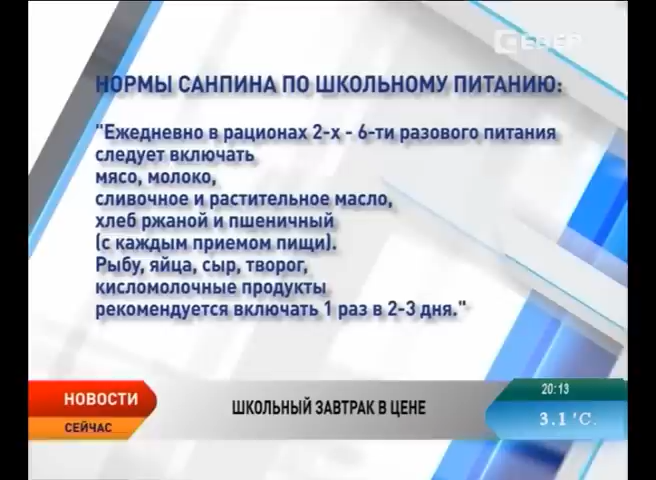 СЕВЕР
НОРМЫ САНПИНА ПО ШКОЛЬНОМУ ПИТАНИЮ:
"Ежедневно в рационах 2-х - 6-ти разового питания
следует включать
мясо, молоко,
сливочное и растительное масло,
хлеб ржаной и пшеничный
(с каждым приемом пищи).
Рыбу, яйца, сыр, творог,
кисломолочные продукты
рекомендуется включать 1 раз в 2-3 дня."
НОВОСТИ
СЕЙЧАС
ШКОЛЬНЫЙ ЗАВТРАК В ЦЕНЕ
20:13
3.1 °C.